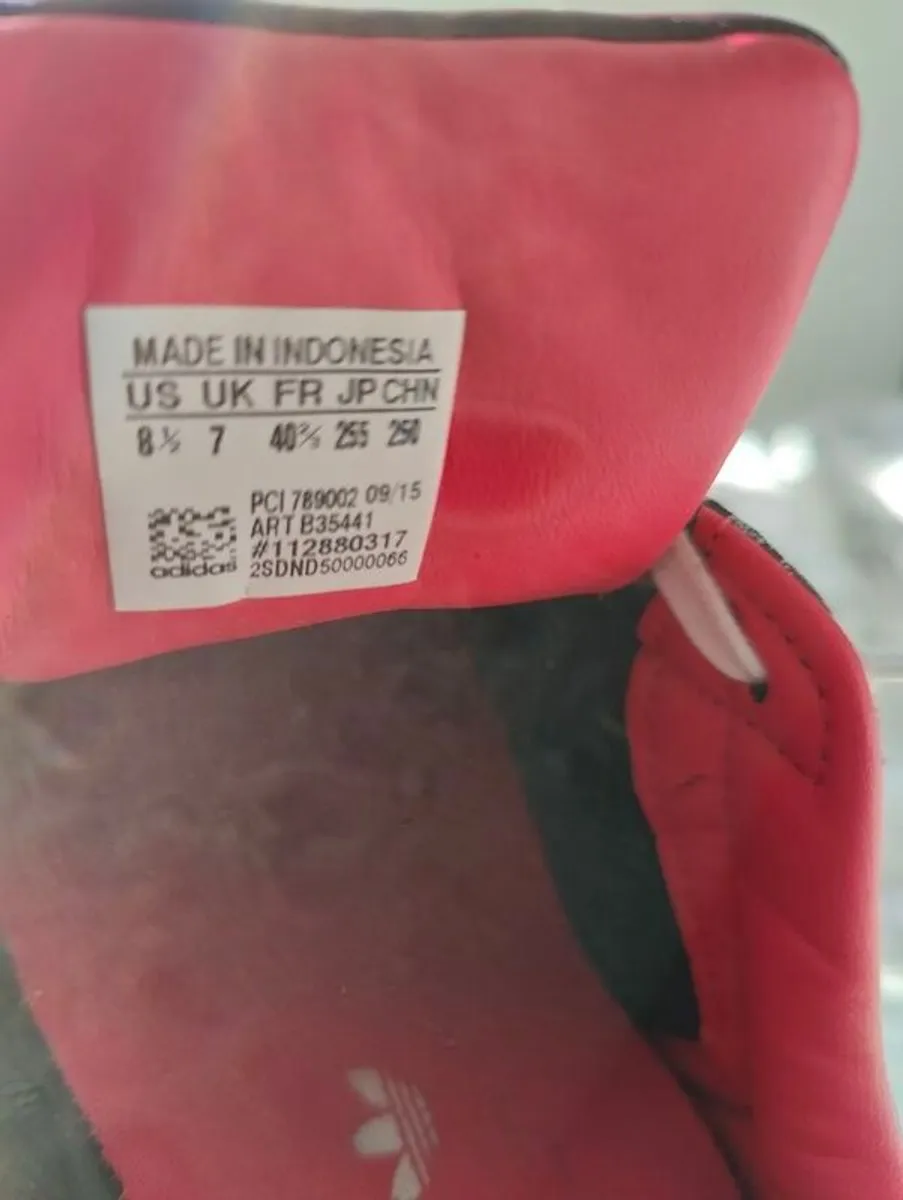 MADE IN INDONESIA
US UK FR JP CHN
8½ 7 40⅔ 255 250
PCI 789002 09/15
ART B35441
#112880317
adidas 2SDND50000066